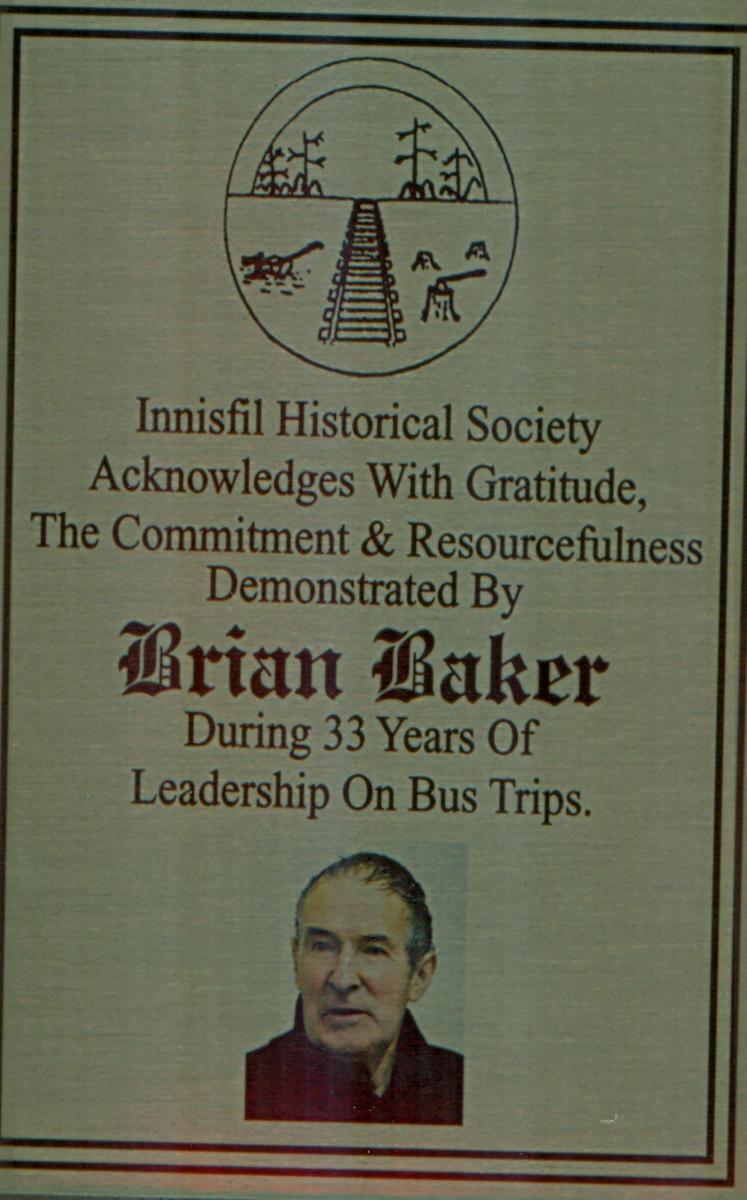 Innisfil Historical Society
Acknowledges With Gratitude,
The Commitment & Resourcefulness
Demonstrated By
Brian Baker
During 33 Years Of
Leadership On Bus Trips.